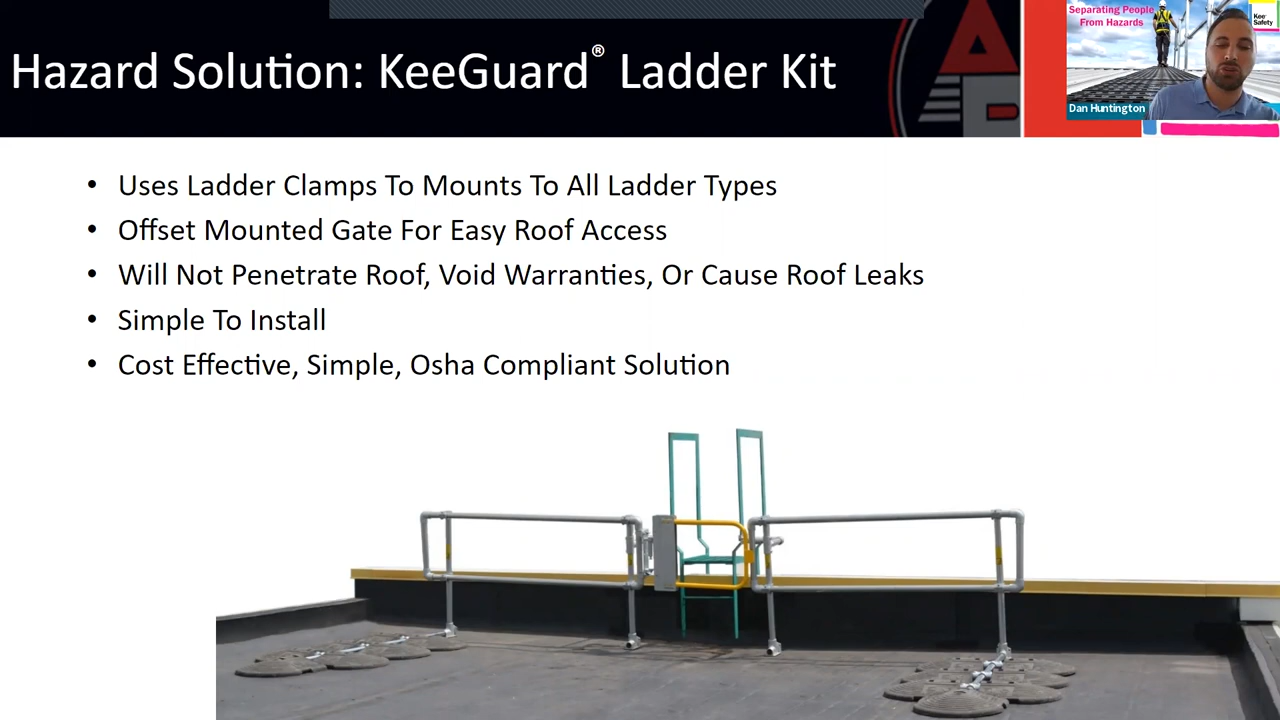 Hazard Solution: KeeGuard® Ladder Kit
Separating People
From Hazards
Kee
Safety
Dan Huntington
• Uses Ladder Clamps To Mounts To All Ladder Types
• Offset Mounted Gate For Easy Roof Access
• Will Not Penetrate Roof, Void Warranties, Or Cause Roof Leaks
• Simple To Install
• Cost Effective, Simple, Osha Compliant Solution